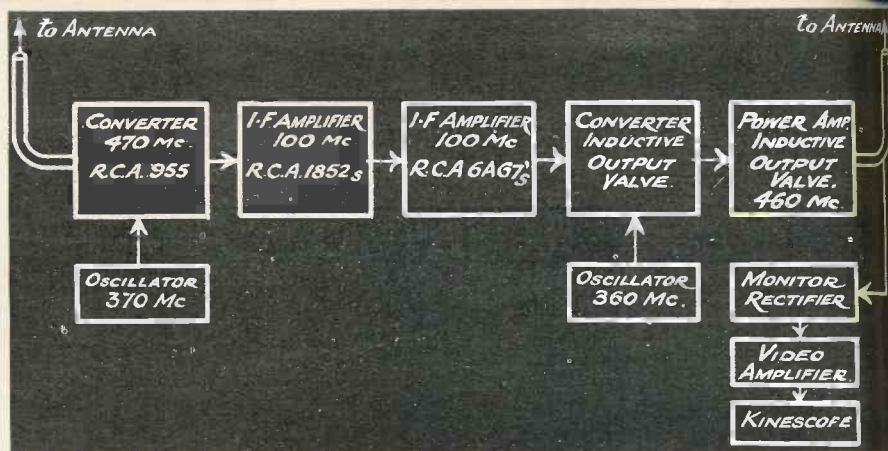 to ANTENNA
to ANTENNA
CONVERTER
470 Mc.
R.C.A. 955
I-F AMPLIFIER
100 Mc
R.C.A. 1852s
I-F AMPLIFIER
100 Mc
R.C.A 6AG7's
CONVERTER
INDUCTIVE
OUTPUT
VALVE.
POWER AMP.
INDUCTIVE
OUTPUT
VALVE.
460 Mc
OSCILLATOR
370 Mc
OSCILLATOR
360 Mc.
MONITOR
RECTIFIER
VIDEO
AMPLIFIER
KINESCOPE